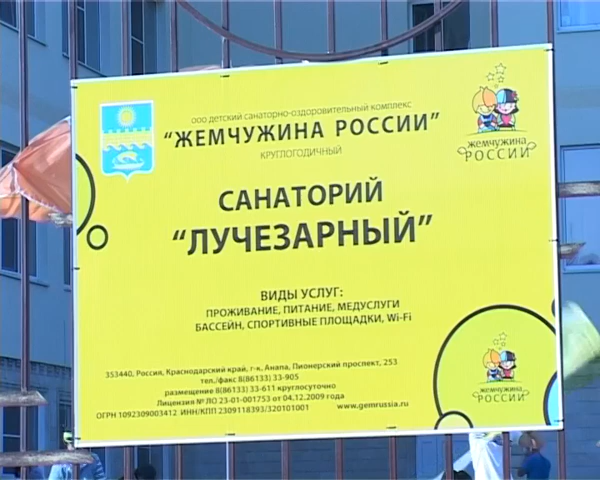 ооо детский санаторно-оздоровительный комплекс
"ЖЕМЧУЖИНА РОССИИ"
КРУГЛОГОДИЧНЫЙ
жемчужина
РОССИИ
САНАТОРИЙ
"ЛУЧЕЗАРНЫЙ"
ВИДЫ УСЛУГ:
ПРОЖИВАНИЕ, ПИТАНИЕ, МЕДУСЛУГИ
БАССЕЙН, СПОРТИВНЫЕ ПЛОЩАДКИ, Wi-Fi
353440, Россия, Краснодарский край, г-к, Анапа, Пионерский проспект, 253
тел./факс 8(86133) 33-905
размещение 8(86133) 33-611 круглосуточно
Лицензия № ЛО 23-01-001753 от 04.12.2009 года
ОГРН 1092309003412 ИНН/КПП 2309118393/320101001
www.gemrussia.ru
жемчужина
РОССИИ